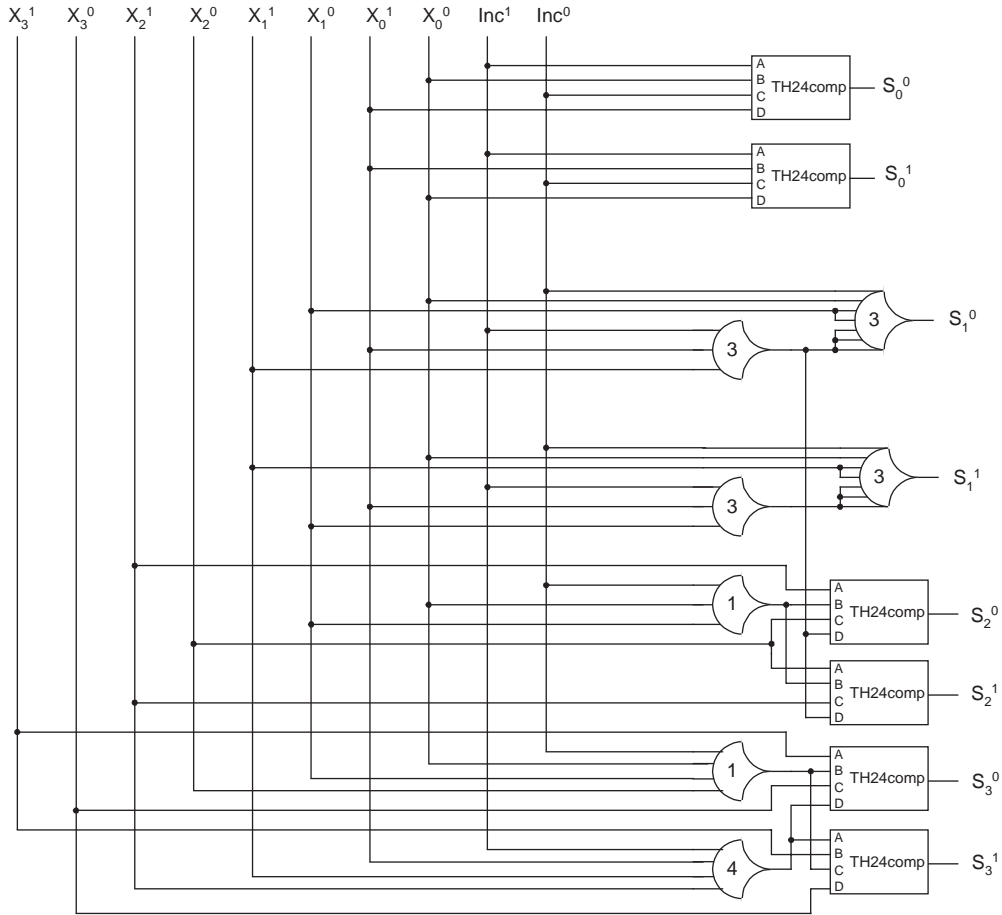 X₃¹ X₃⁰ X₂¹ X₂⁰ X₁¹ X₁⁰ X₀¹ X₀⁰ Inc¹ Inc⁰
A
B
C
D
TH24comp
S₀⁰
A
B
C
D
TH24comp
S₀¹
3
3
S₁⁰
3
3
S₁¹
1
A
B
C
D
TH24comp
S₂⁰
A
B
C
D
TH24comp
S₂¹
1
A
B
C
D
TH24comp
S₃⁰
4
A
B
C
D
TH24comp
S₃¹